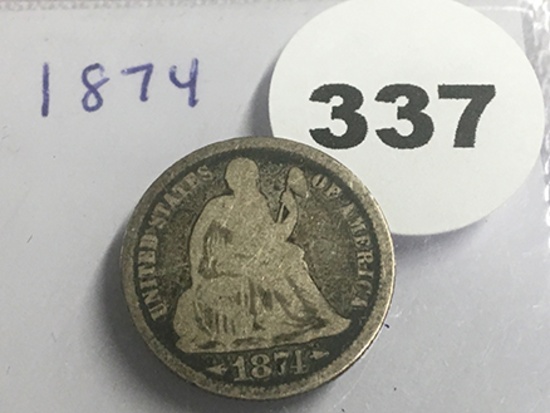 1874
337
UNITED STATES OF AMERICA
1874